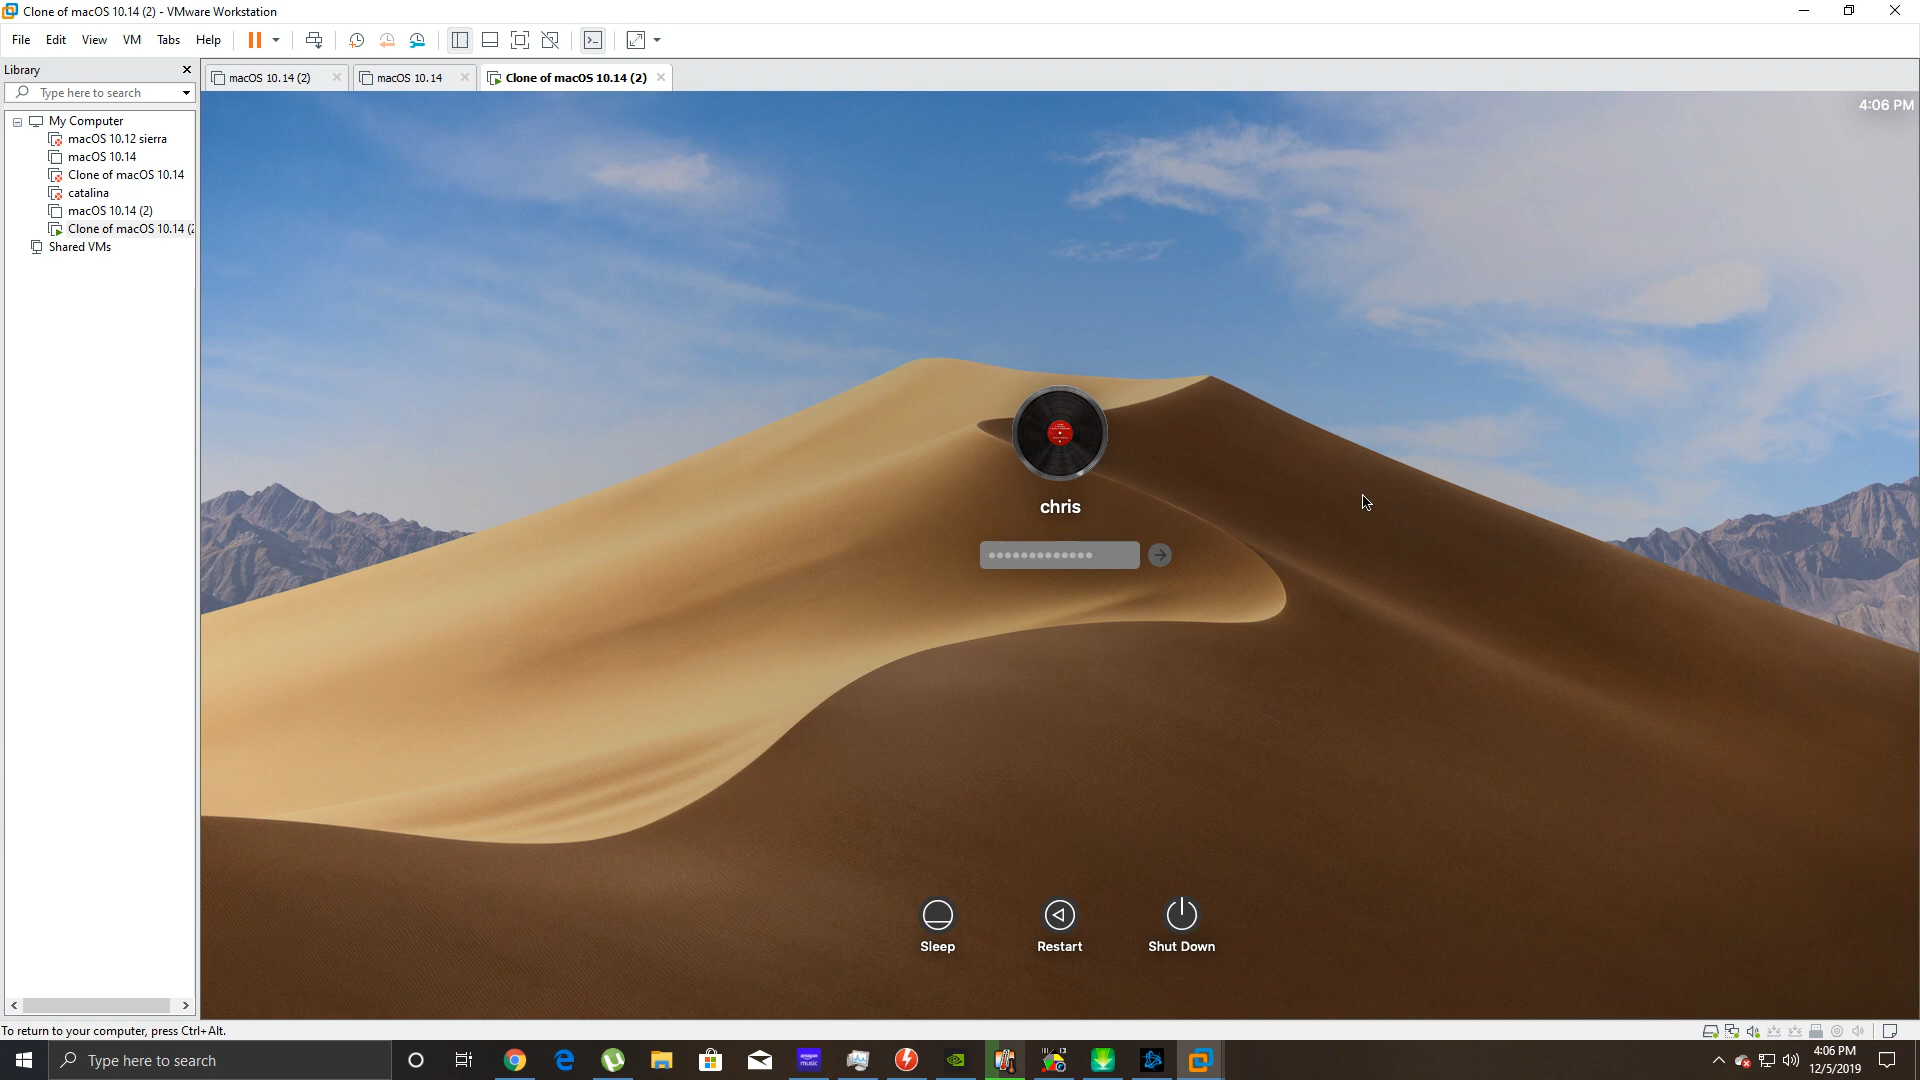 Clone of macOS 10.14 (2) - VMware Workstation
File Edit View VM Tabs Help
Library
Type here to search
My Computer
macOS 10.12 sierra
macOS 10.14
Clone of macOS 10.14
catalina
macOS 10.14 (2)
Clone of macOS 10.14 (2
Shared VMs
macOS 10.14 (2) macOS 10.14 Clone of macOS 10.14 (2)
4:06 PM
chris
Sleep Restart Shut Down
To return to your computer, press Ctrl+Alt.
Type here to search
amazon music
4:06 PM
12/5/2019